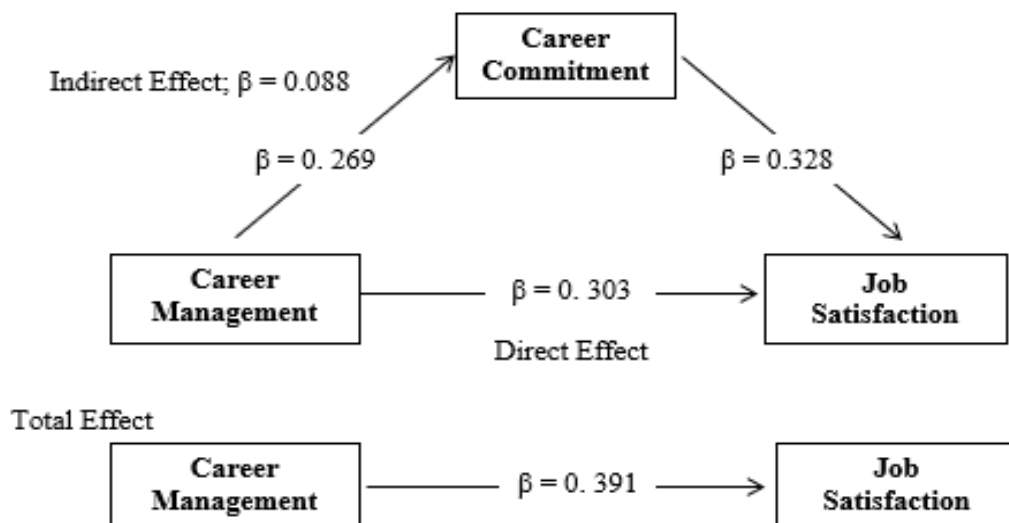 Career
Commitment
Indirect Effect; β = 0.088
β = 0. 269
β = 0.328
Career
Management
β = 0. 303
Job
Satisfaction
Direct Effect
Total Effect
Career
Management
β = 0. 391
Job
Satisfaction